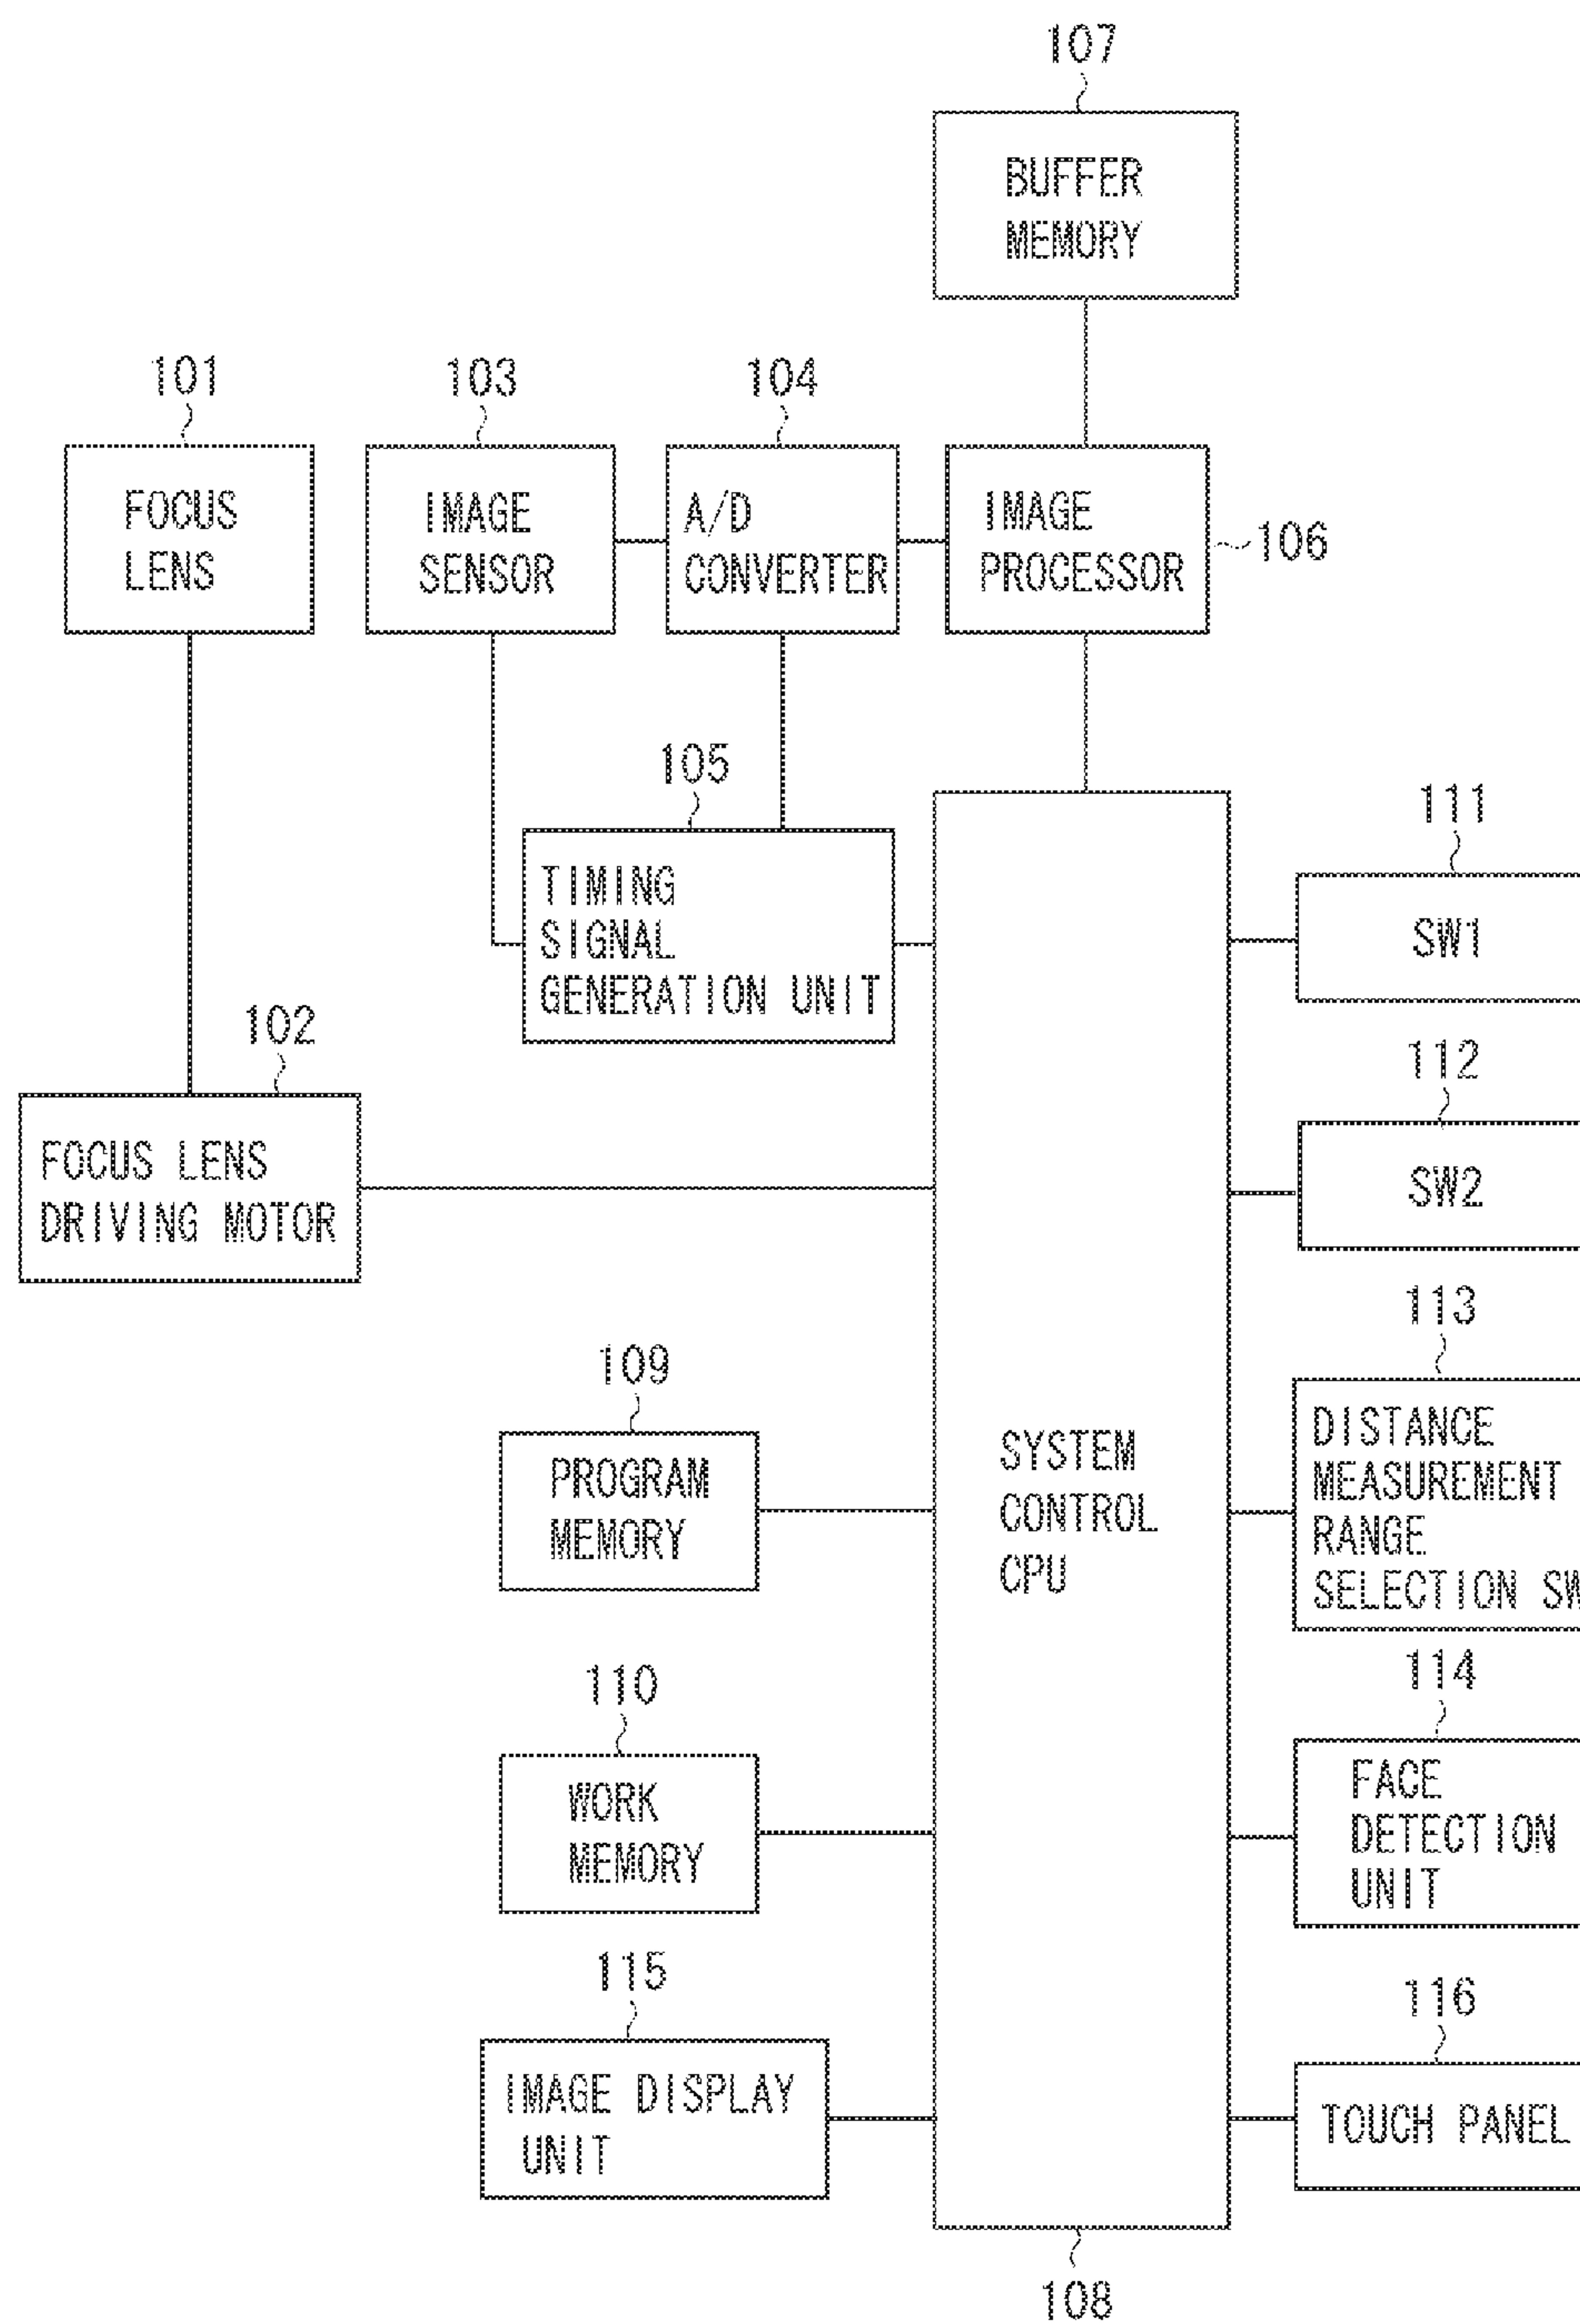 107
BUFFER
MEMORY
101
103
104
FOCUS
LENS
IMAGE
SENSOR
A/D
CONVERTER
IMAGE
PROCESSOR
106
105
TIMING
SIGNAL
GENERATION UNIT
111
SW1
102
FOCUS LENS
DRIVING MOTOR
112
SW2
109
PROGRAM
MEMORY
SYSTEM
CONTROL
CPU
113
DISTANCE
MEASUREMENT
RANGE
SELECTION SW
110
WORK
MEMORY
114
FACE
DETECTION
UNIT
115
IMAGE DISPLAY
UNIT
116
TOUCH PANEL
108